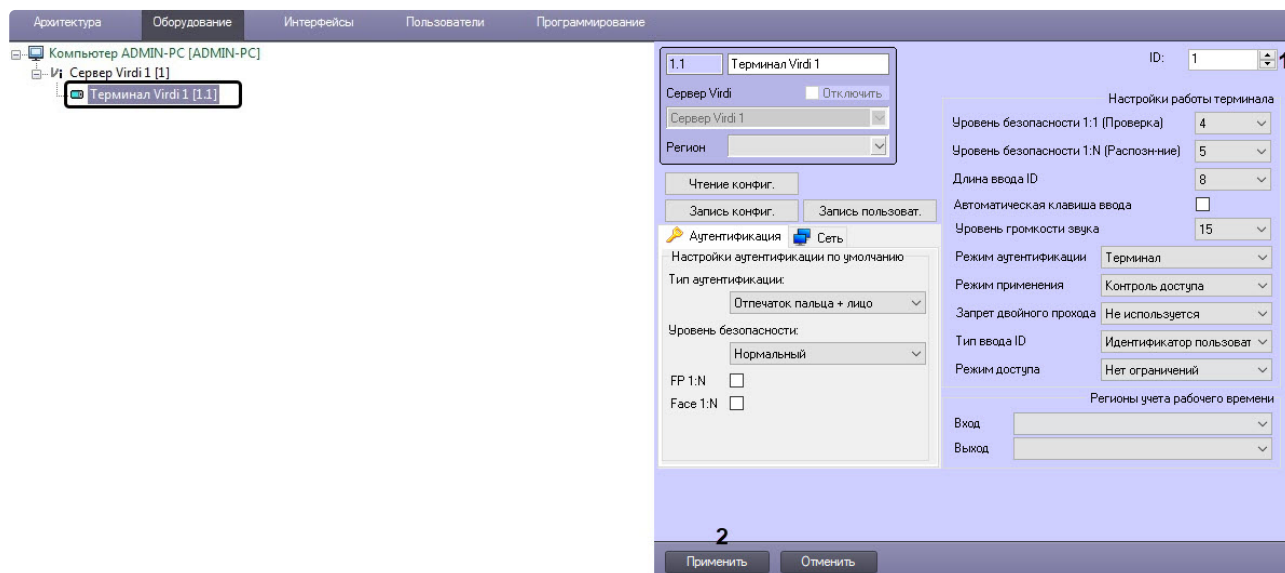 Архитектура Оборудование Интерфейсы Пользователи Программирование
Компьютер ADMIN-PC [ADMIN-PC]
Сервер Virdi 1 [1]
Терминал Virdi 1 [1.1]
1.1 Терминал Virdi 1
Сервер Virdi Отключить
Сервер Virdi 1
Регион
Чтение конфиг.
Запись конфиг. Запись пользоват.
Аутентификация Сеть
Настройки аутентификации по умолчанию
Тип аутентификации:
Отпечаток пальца + лицо
Уровень безопасности:
Нормальный
FP 1:N
Face 1:N
ID: 1 1
Настройки работы терминала
Уровень безопасности 1:1 (Проверка) 4
Уровень безопасности 1:N (Распозн-ние) 5
Длина ввода ID 8
Автоматическая клавиша ввода
Уровень громкости звука 15
Режим аутентификации Терминал
Режим применения Контроль доступа
Запрет двойного прохода Не используется
Тип ввода ID Идентификатор пользоват
Режим доступа Нет ограничений
Регионы учета рабочего времени
Вход
Выход
2
Применить Отменить